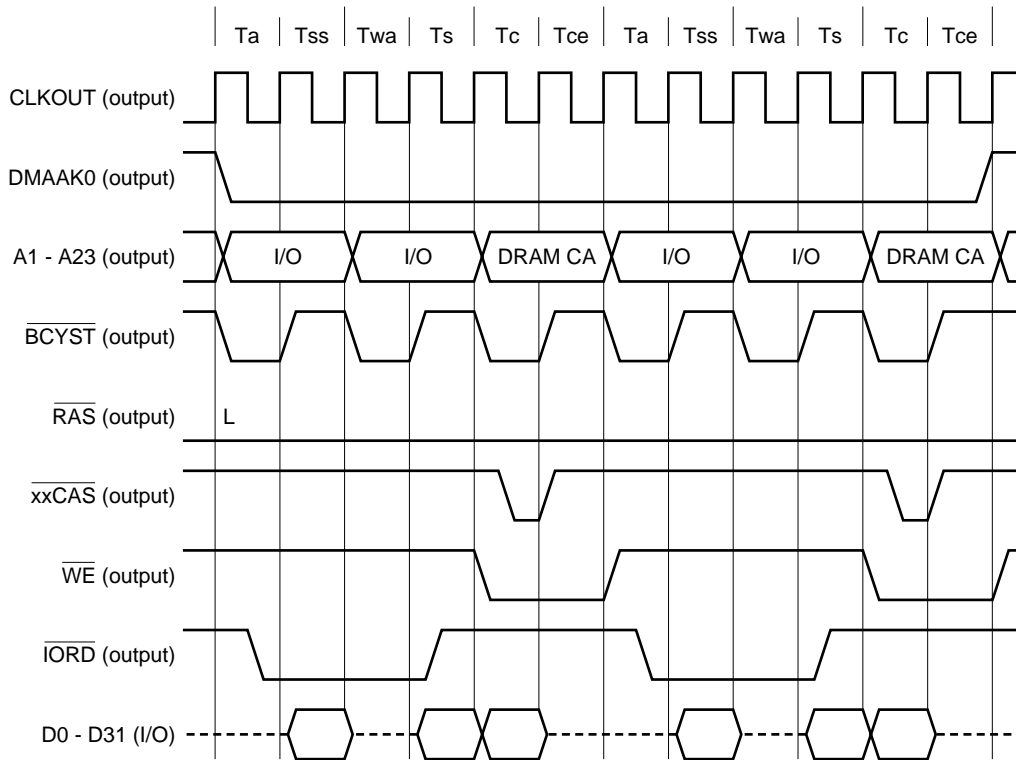 Ta Tss Twa Ts Tc Tce Ta Tss Twa Ts Tc Tce
CLKOUT (output)
DMAAK0 (output)
A1 - A23 (output) I/O I/O DRAM CA I/O I/O DRAM CA
BCYST (output)
RAS (output) L
xxCAS (output)
WE (output)
IORD (output)
D0 - D31 (I/O)